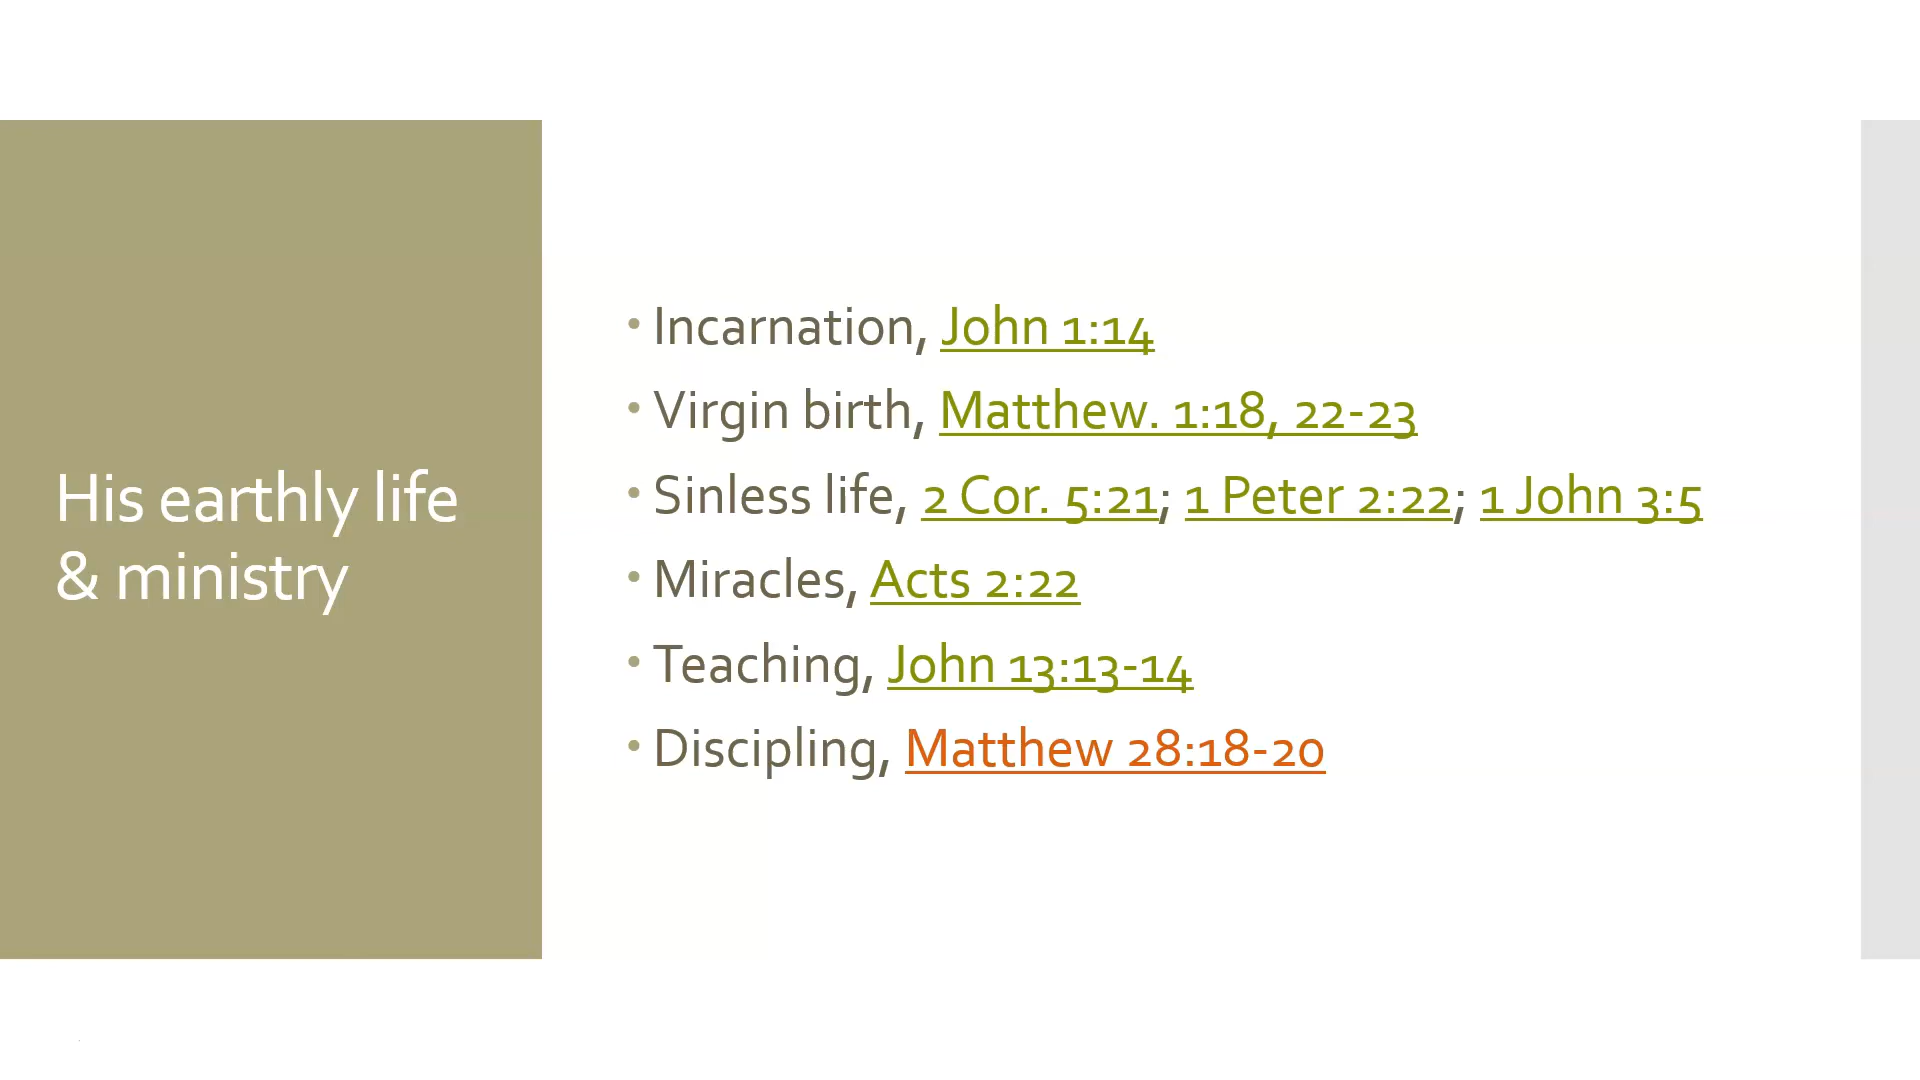 His earthly life
& ministry
• Incarnation, John 1:14
• Virgin birth, Matthew. 1:18, 22-23
• Sinless life, 2 Cor. 5:21; 1 Peter 2:22; 1 John 3:5
• Miracles, Acts 2:22
• Teaching, John 13:13-14
• Discipling, Matthew 28:18-20